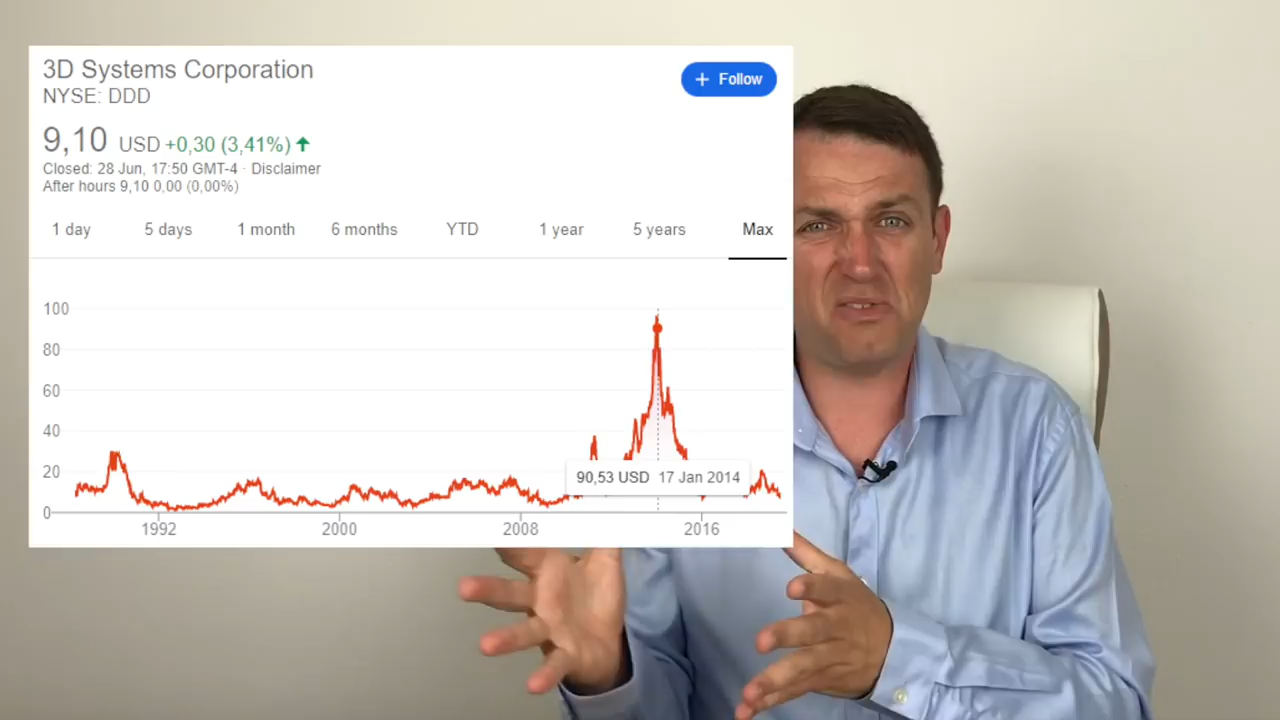 3D Systems Corporation
NYSE: DDD
+ Follow
9,10 USD +0,30 (3,41%) ↑
Closed: 28 Jun, 17:50 GMT-4 · Disclaimer
After hours 9,10 0,00 (0,00%)
1 day 5 days 1 month 6 months YTD 1 year 5 years Max
100
80
60
40
20
0
90,53 USD 17 Jan 2014
1992 2000 2008 2016